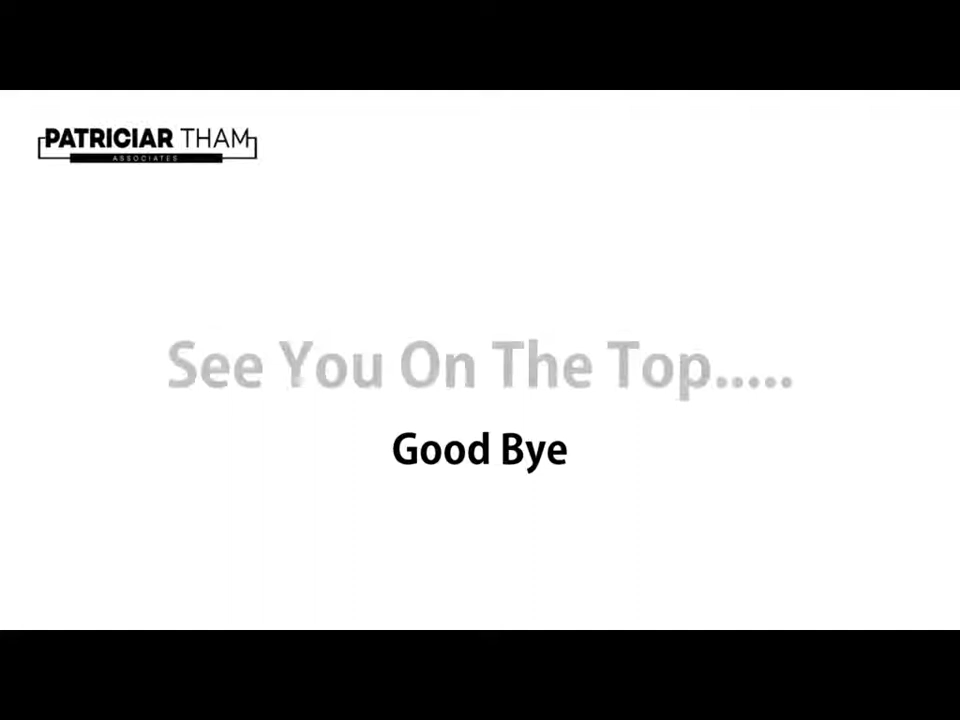 PATRICIAR THAM
ASSOCIATES
See You On The Top.....
Good Bye